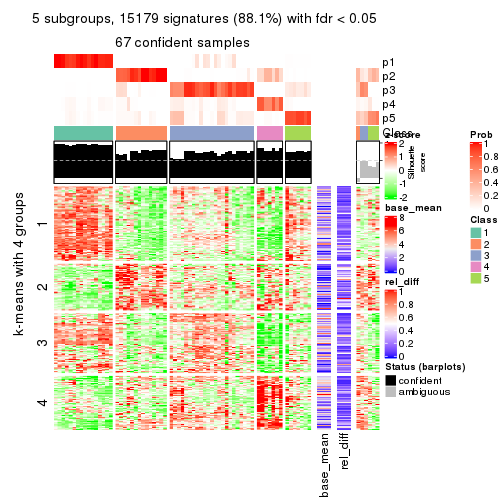 5 subgroups, 15179 signatures (88.1%) with fdr < 0.05
67 confident samples
p1
p2
p3
p4
p5
Class
Silhouette
score
k-means with 4 groups
1
2
3
4
base_mean
rel_diff
z-score
2
1
0
-1
-2
base_mean
8
6
4
2
0
rel_diff
1
0.8
0.6
0.4
0.2
0
Status (barplots)
confident
ambiguous
Prob
1
0.8
0.6
0.4
0.2
0
Class
1
2
3
4
5